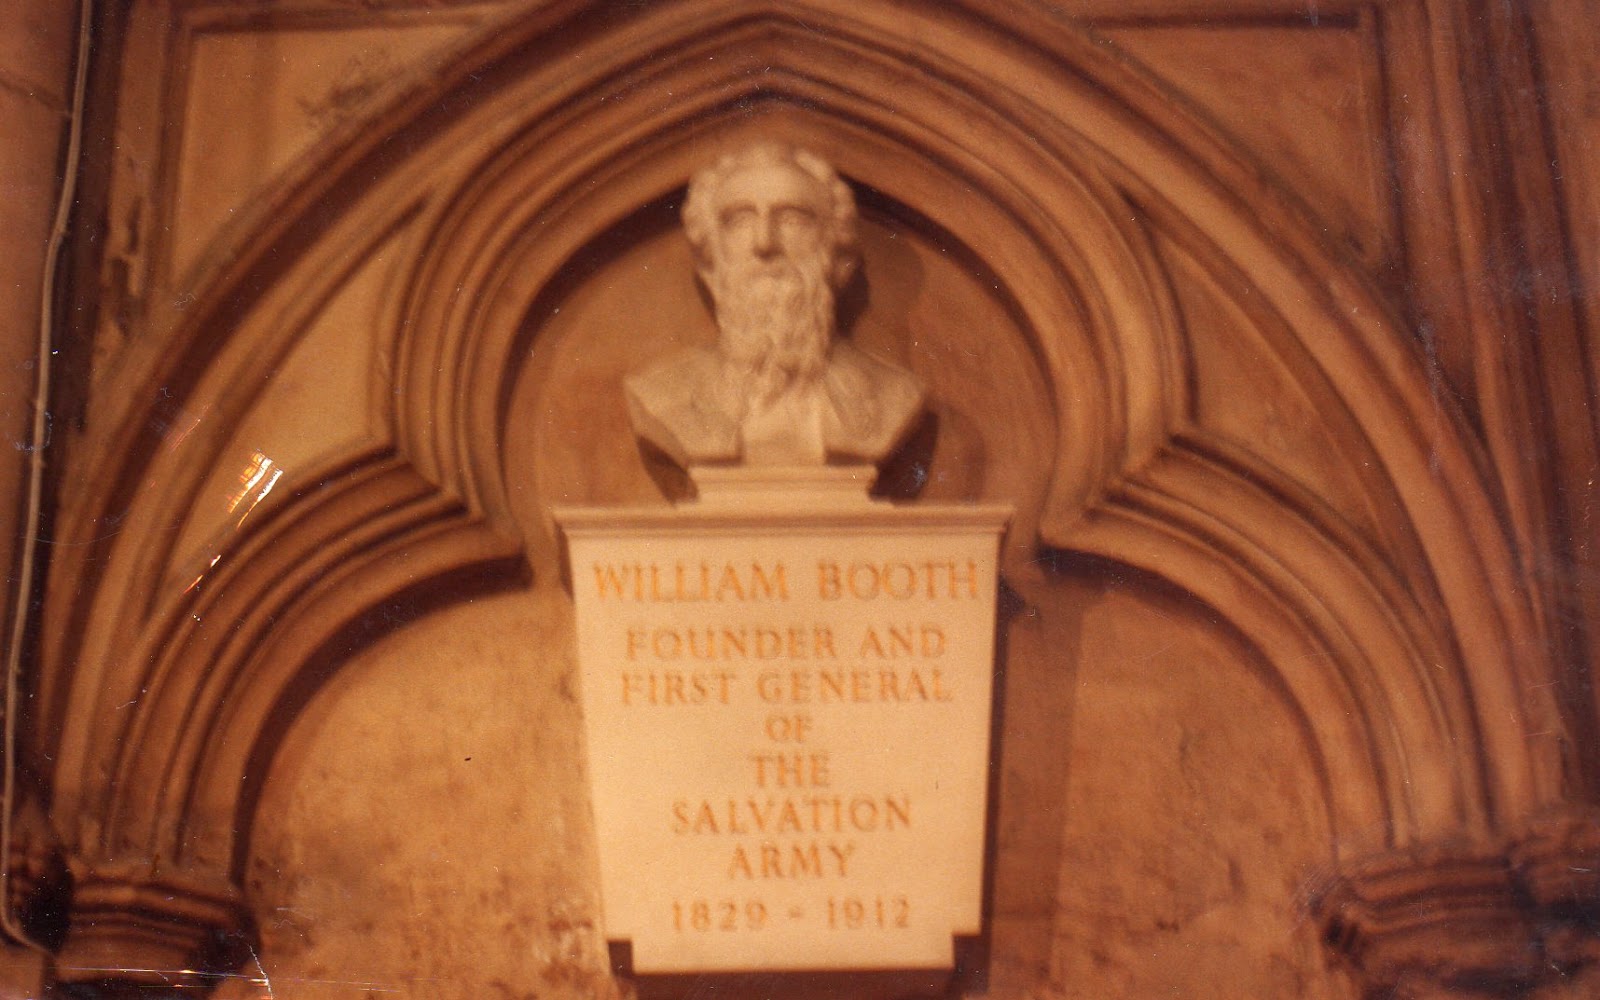 WILLIAM BOOTH
FOUNDER AND
FIRST GENERAL
OF
THE
SALVATION
ARMY
1829 - 1912